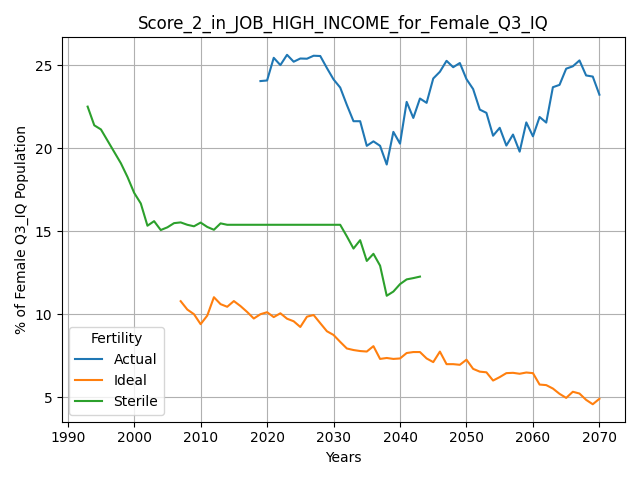 Score_2_in_JOB_HIGH_INCOME_for_Female_Q3_IQ
% of Female Q3_IQ Population
25
20
15
10
5
Fertility
Actual
Ideal
Sterile
1990 2000 2010 2020 2030 2040 2050 2060 2070
Years